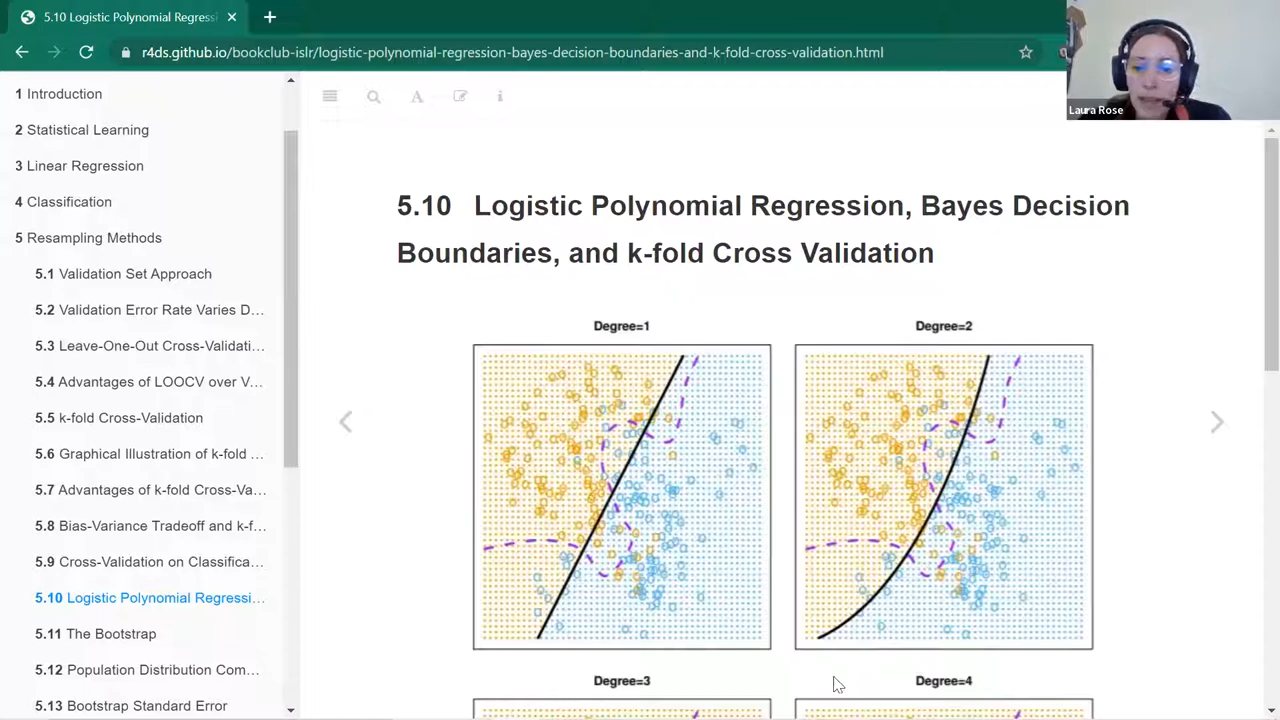 5.10 Logistic Polynomial Regressi
r4ds.github.io/bookclub-islr/logistic-polynomial-regression-bayes-decision-boundaries-and-k-fold-cross-validation.html
Laura Rose
1 Introduction
2 Statistical Learning
3 Linear Regression
4 Classification
5 Resampling Methods
5.1 Validation Set Approach
5.2 Validation Error Rate Varies D…
5.3 Leave-One-Out Cross-Validati…
5.4 Advantages of LOOCV over V…
5.5 k-fold Cross-Validation
5.6 Graphical Illustration of k-fold …
5.7 Advantages of k-fold Cross-Va…
5.8 Bias-Variance Tradeoff and k-f…
5.9 Cross-Validation on Classifica…
5.10 Logistic Polynomial Regressi…
5.11 The Bootstrap
5.12 Population Distribution Com…
5.13 Bootstrap Standard Error
5.10 Logistic Polynomial Regression, Bayes Decision
Boundaries, and k-fold Cross Validation
Degree=1
Degree=2
Degree=3
Degree=4